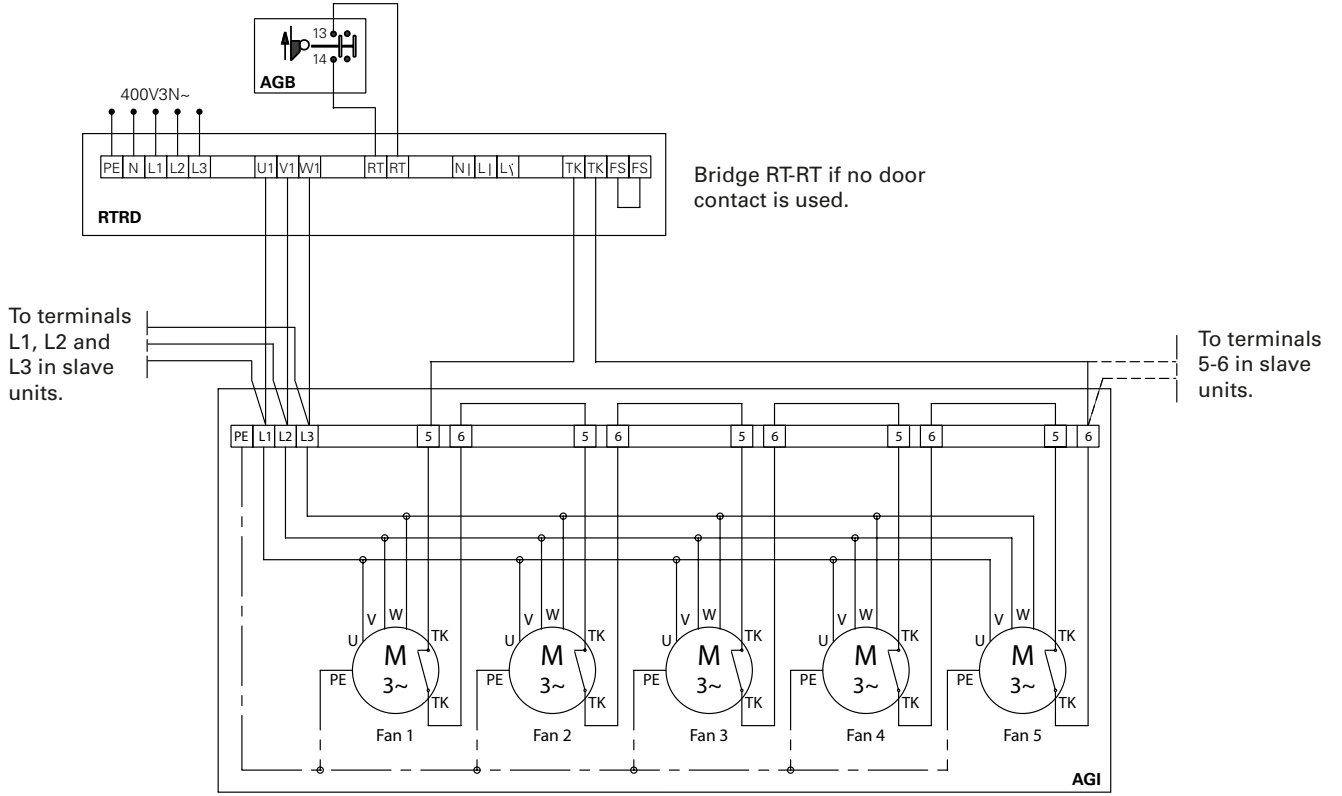 13
14
AGB
400V3N~
PE N L1 L2 L3 U1 V1 W1 RT RT N L L TK TK FS FS
RTRD
Bridge RT-RT if no door
contact is used.
To terminals
L1, L2 and
L3 in slave
units.
To terminals
5-6 in slave
units.
PE L1 L2 L3 5 6 5 6 5 6 5 6 5 6
U V W TK U V W TK U V W TK U V W TK U V W TK
M M M M M
3~ 3~ 3~ 3~ 3~
PE TK PE TK PE TK PE TK PE TK
Fan 1 Fan 2 Fan 3 Fan 4 Fan 5
AGI